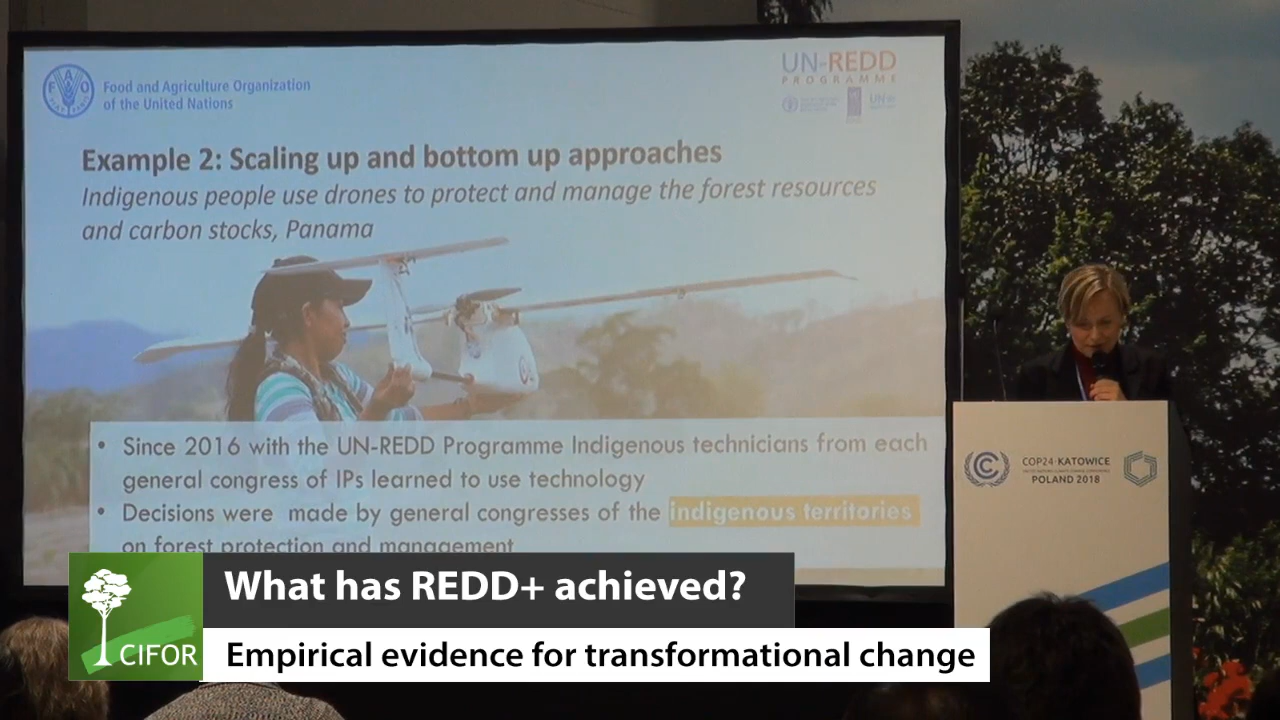 FAO
Food and Agriculture Organization
of the United Nations
UN-REDD
PROGRAMME
Example 2: Scaling up and bottom up approaches
Indigenous people use drones to protect and manage the forest resources
and carbon stocks, Panama
• Since 2016 with the UN-REDD Programme Indigenous technicians from each
general congress of IPs learned to use technology
• Decisions were made by general congresses of the indigenous territories
on forest protection and management
COP24·KATOWICE
POLAND 2018
What has REDD+ achieved?
CIFOR
Empirical evidence for transformational change